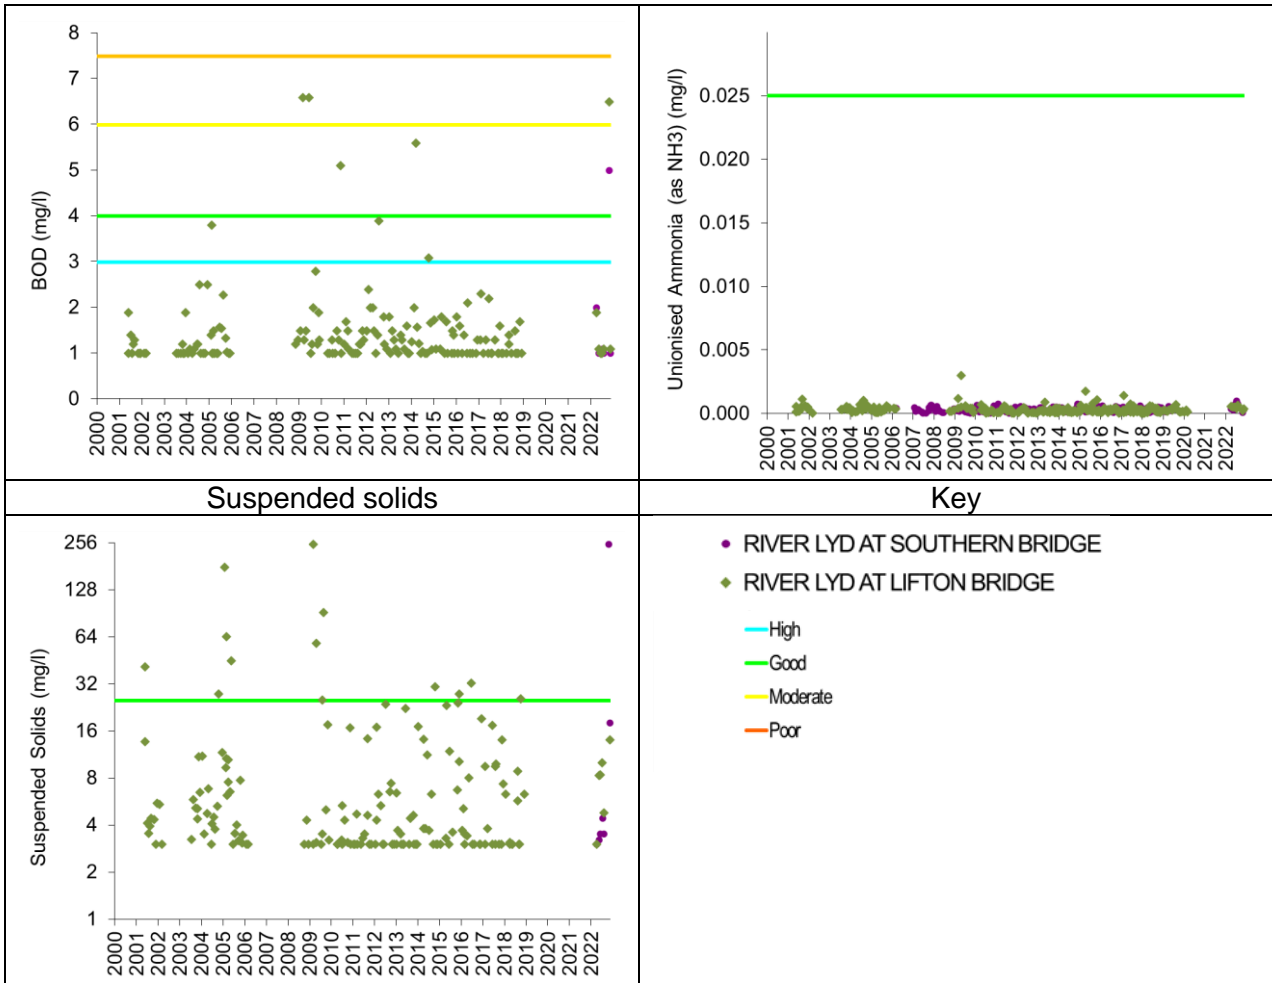 BOD (mg/l)
8
7
6
5
4
3
2
1
0
2000 2001 2002 2003 2004 2005 2006 2007 2008 2009 2010 2011 2012 2013 2014 2015 2016 2017 2018 2019 2020 2021 2022
Unionised Ammonia (as NH3) (mg/l)
0.025
0.020
0.015
0.010
0.005
0.000
2000 2001 2002 2003 2004 2005 2006 2007 2008 2009 2010 2011 2012 2013 2014 2015 2016 2017 2018 2019 2020 2021 2022
Suspended solids
Key
Suspended Solids (mg/l)
256
128
64
32
16
8
4
2
1
2000 2001 2002 2003 2004 2005 2006 2007 2008 2009 2010 2011 2012 2013 2014 2015 2016 2017 2018 2019 2020 2021 2022
RIVER LYD AT SOUTHERN BRIDGE
RIVER LYD AT LIFTON BRIDGE
High
Good
Moderate
Poor